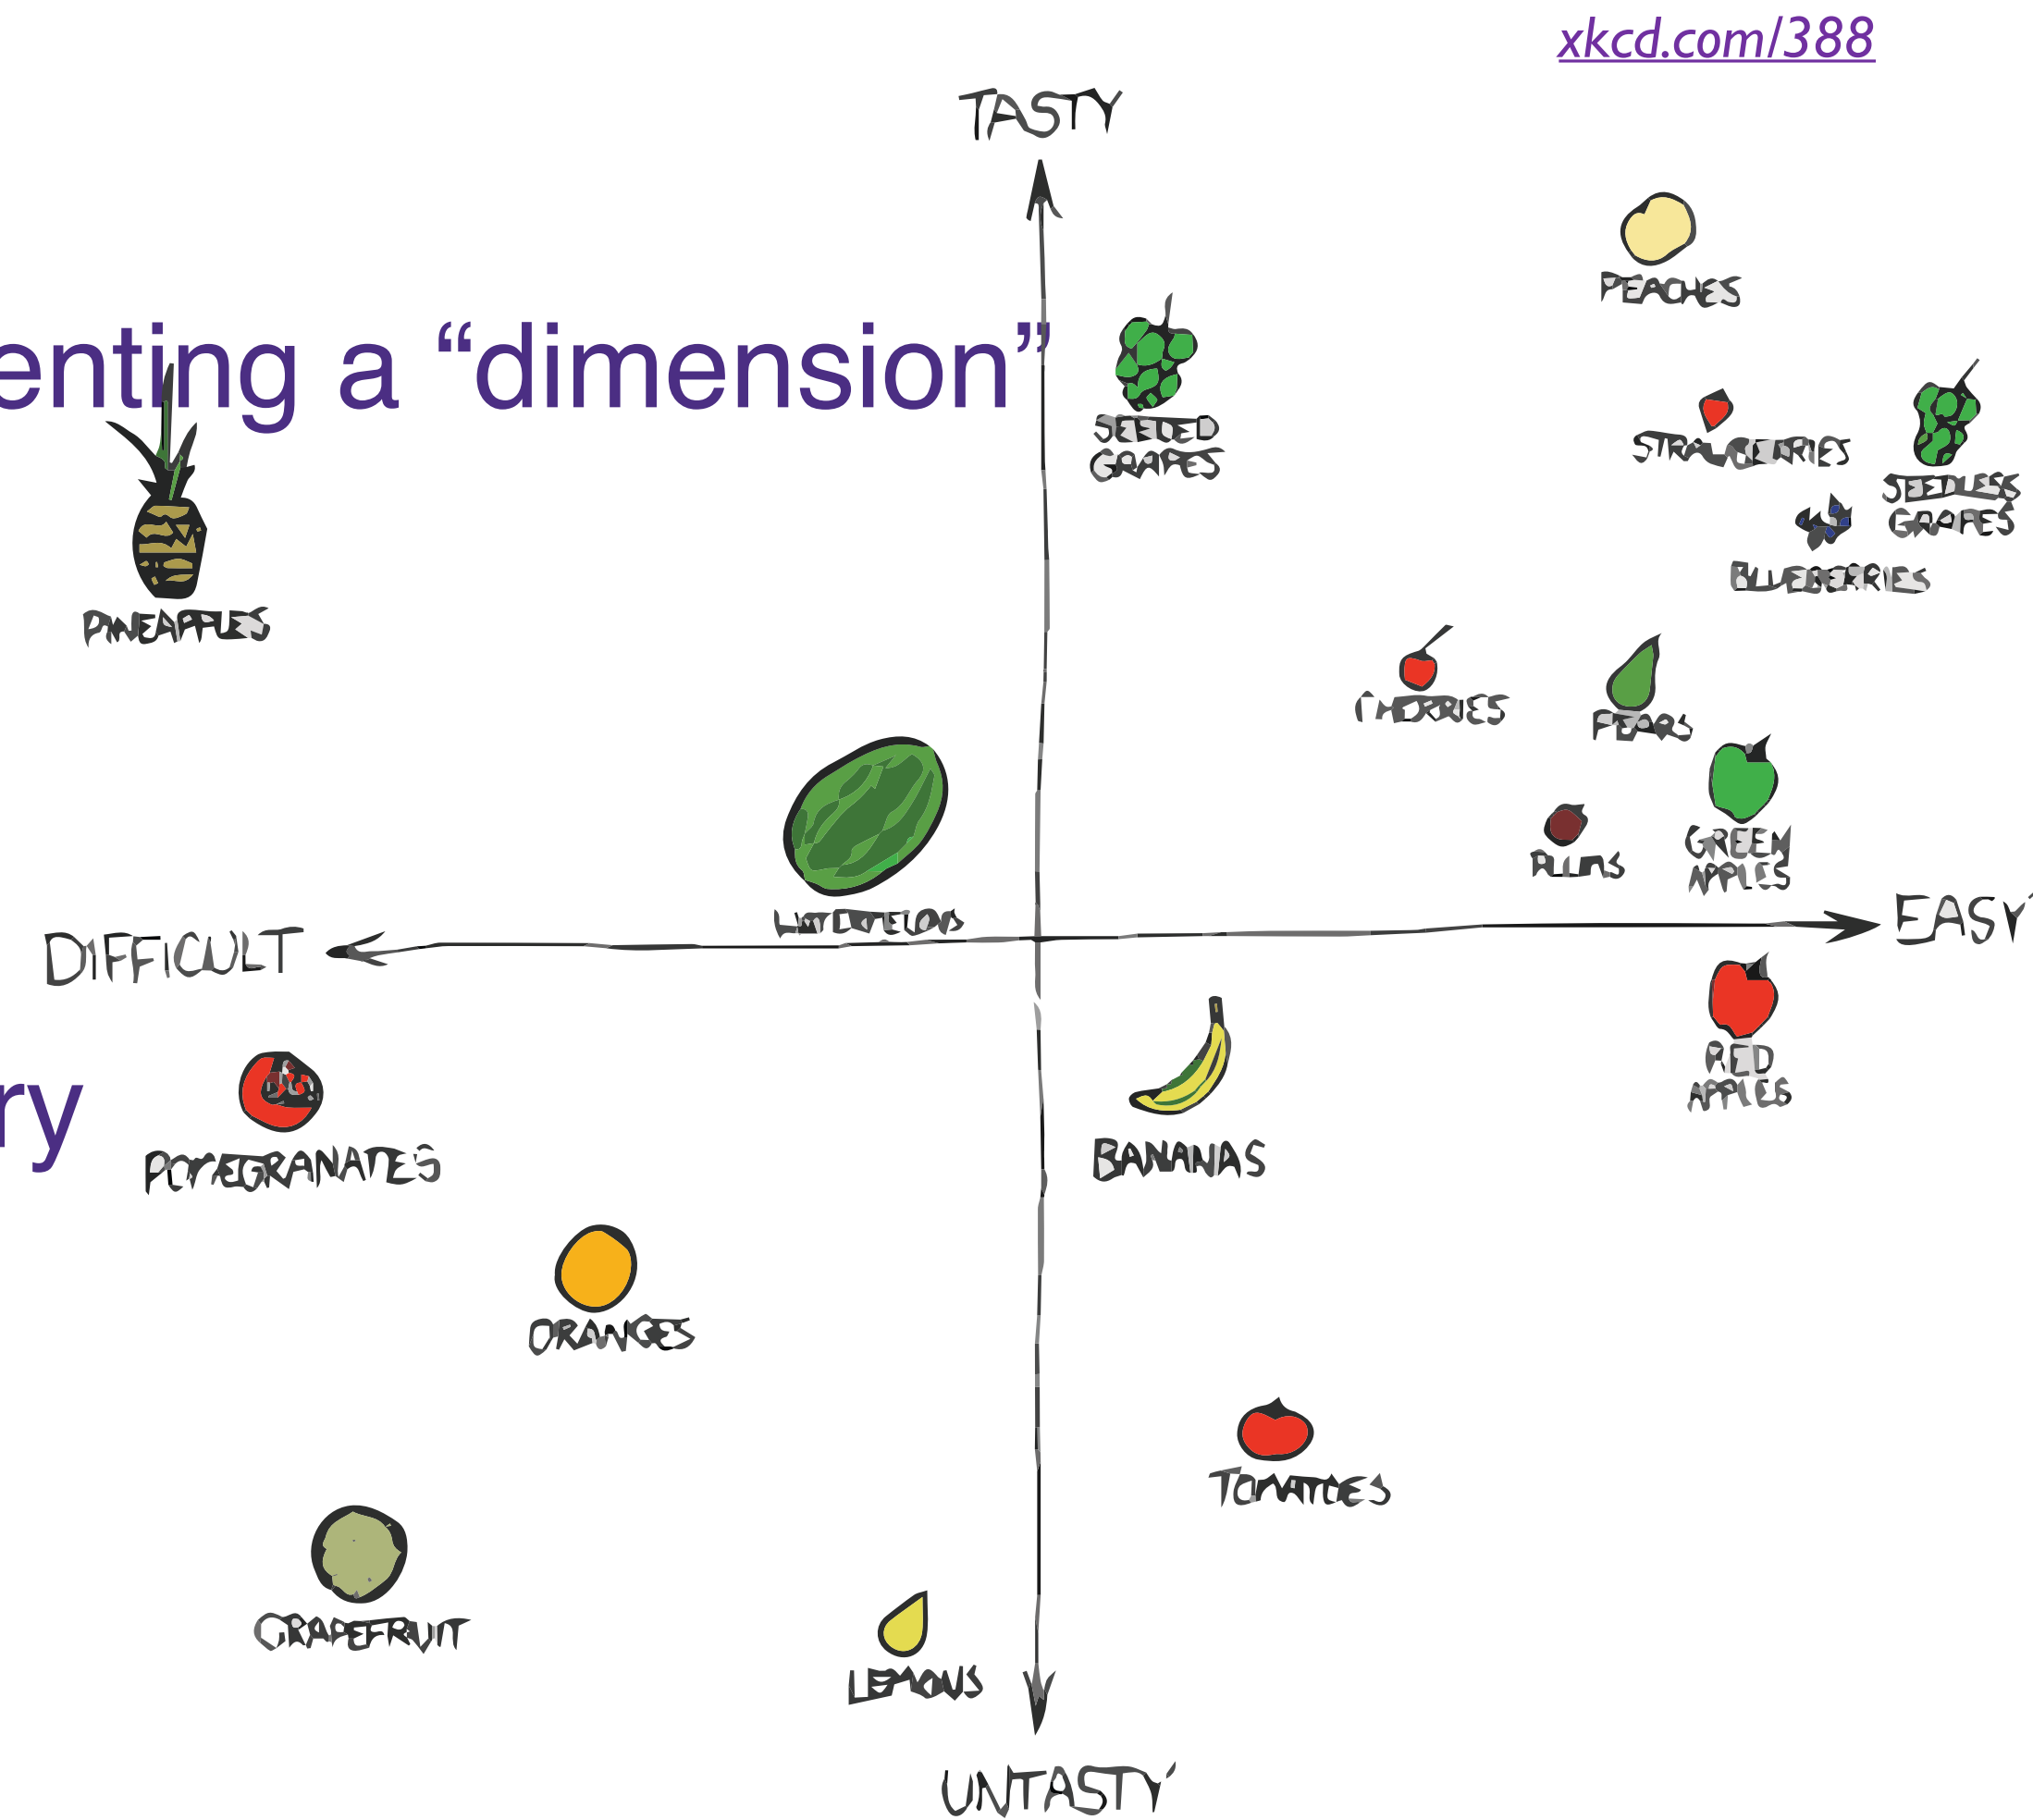 xkcd.com/388
TASTY
PEACHES
enting a “dimension”
SEEDED
GRAPES
STRAWBERRIES
SEEDLESS
GRAPES
BLUEBERRIES
PINEAPPLES
CHERRIES
PEARS
PLUMS
GREEN
APPLES
WATERMELONS
DIFFICULT
EASY
RED
APPLES
ry
POMEGRANATES
BANANAS
ORANGES
TOMATOES
GRAPEFRUIT
LEMONS
UNTASTY